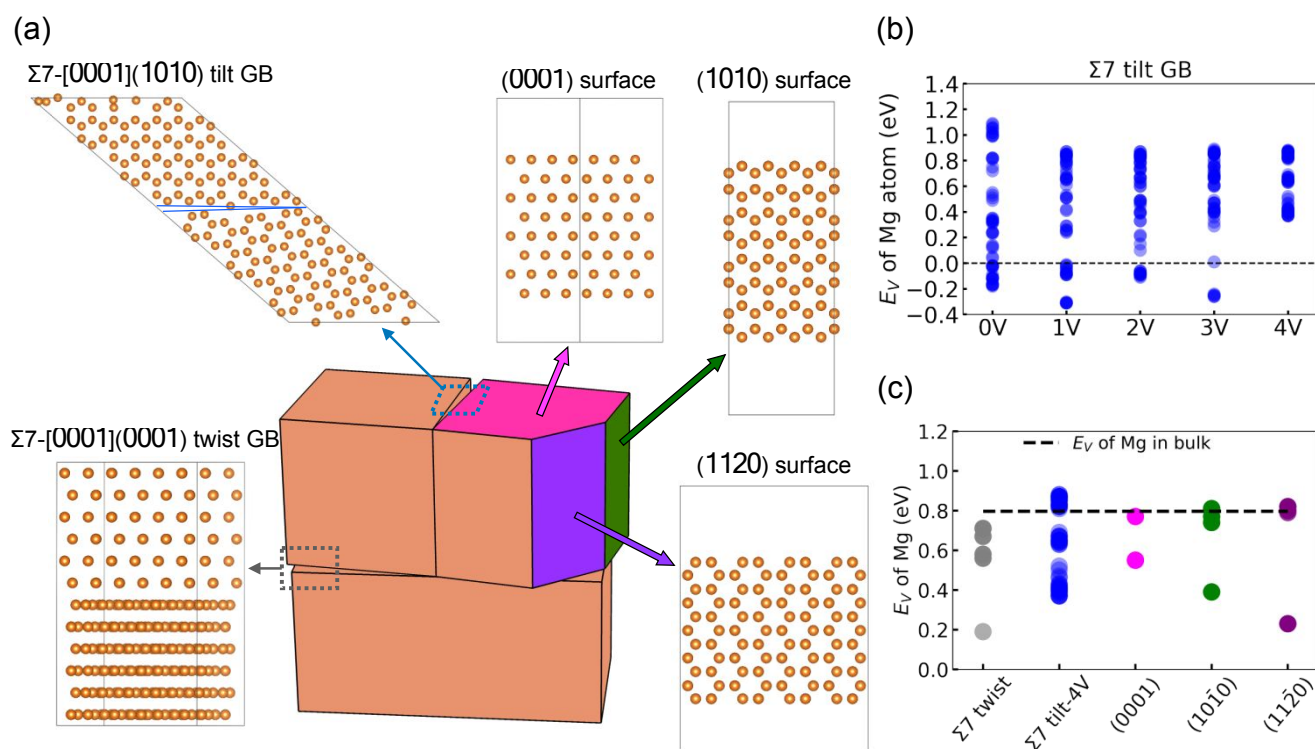 (a)
Σ7-[0001](1010) tilt GB
(0001) surface
(1010) surface
Σ7-[0001](0001) twist GB
(1120) surface
(b)
Σ7 tilt GB
E_V of Mg atom (eV)
1.4
1.2
1.0
0.8
0.6
0.4
0.2
0.0
−0.2
−0.4
0V 1V 2V 3V 4V
(c)
E_V of Mg (eV)
1.2
1.0
0.8
0.6
0.4
0.2
0.0
E_V of Mg in bulk
Σ7 twist
Σ7 tilt-4V
(0001)
(101̄0)
(112̄0)